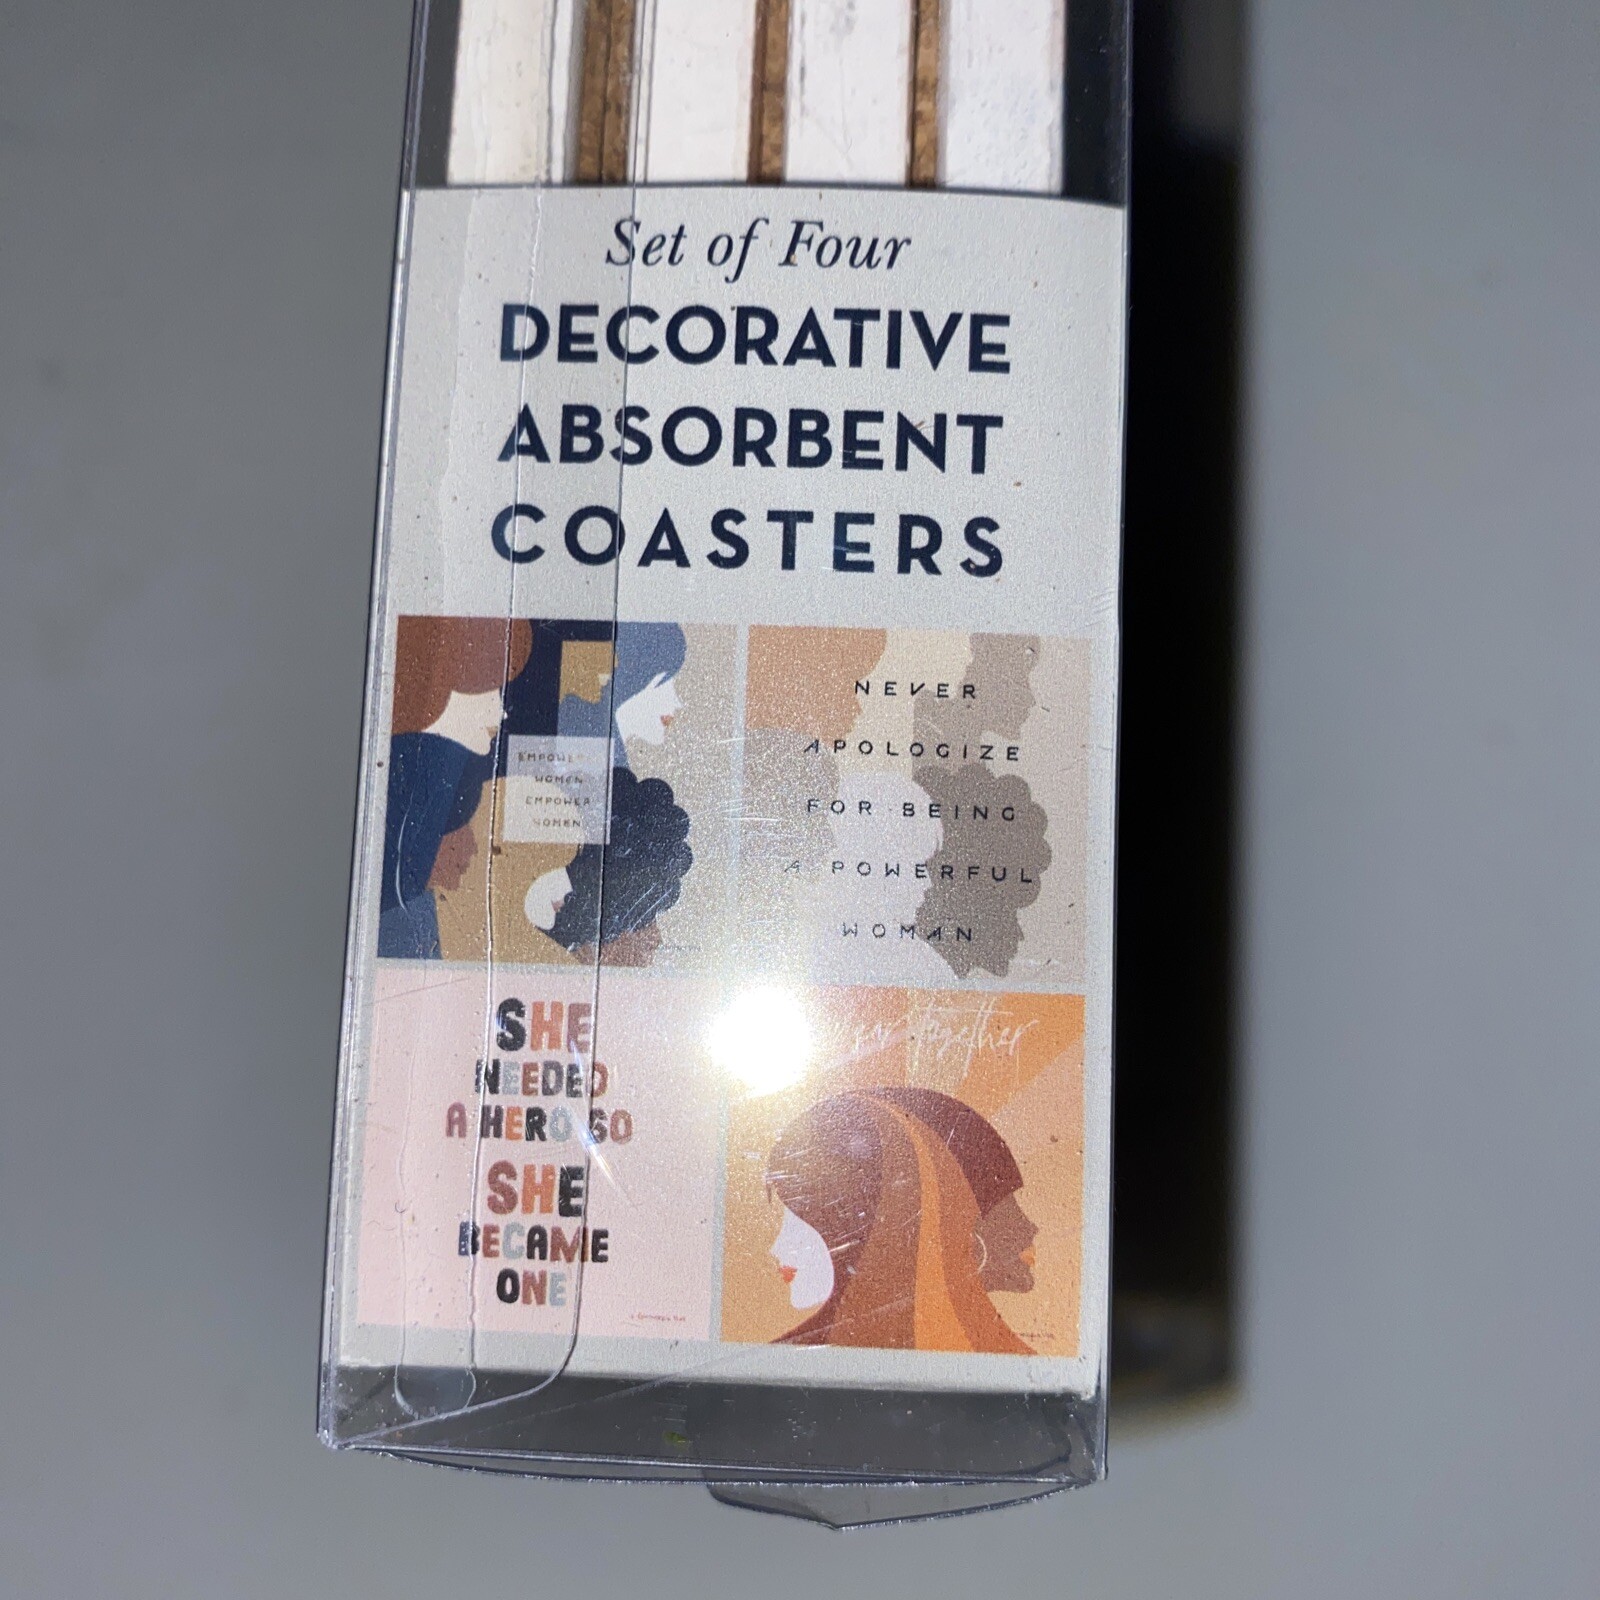 Set of Four
DECORATIVE
ABSORBENT
COASTERS
EMPOWER
WOMEN
EMPOWER
WOMEN
NEVER
APOLOGIZE
FOR BEING
A POWERFUL
WOMAN
SHE
NEEDED
A HERO SO
SHE
BECAME
ONE
together